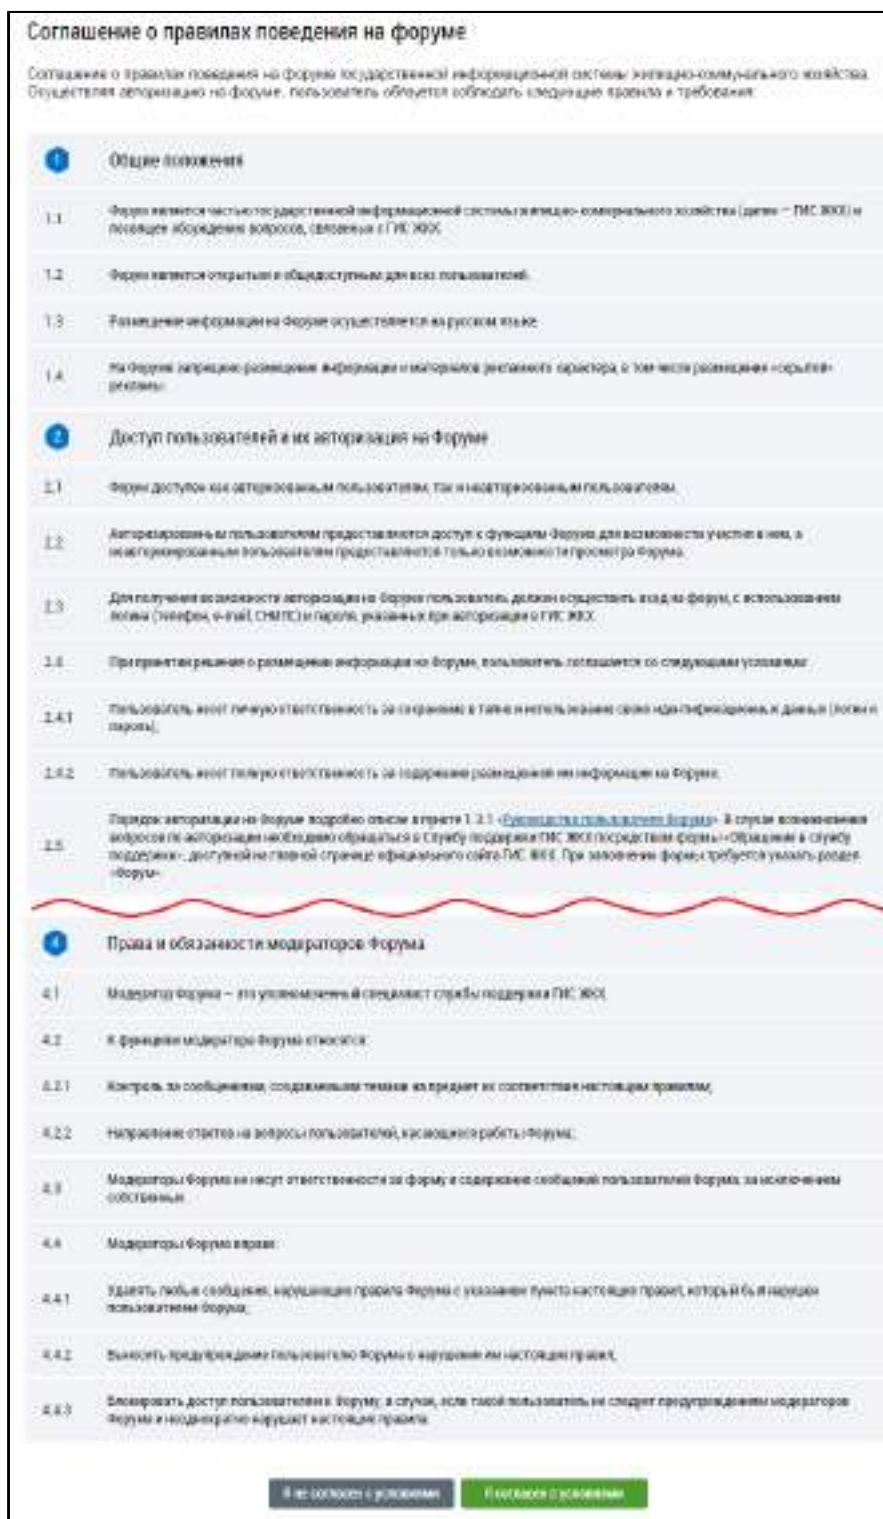 Соглашение о правилах поведения на форуме
Соглашение о правилах поведения на форуме государственной информационной системы жилищно-коммунального хозяйства.
Осуществляя авторизацию на форуме, пользователь обязуется соблюдать следующие правила и требования:
1 Общие положения
1.1 Форум является частью государственной информационной системы жилищно-коммунального хозяйства (далее – ГИС ЖКХ) и
посвящен обсуждению вопросов, связанных с ГИС ЖКХ.
1.2 Форум является открытым и общедоступным для всех пользователей.
1.3 Размещение информации на Форуме осуществляется на русском языке.
1.4 На Форуме запрещено размещение информации и материалов рекламного характера, в том числе размещение «скрытой»
рекламы.
2 Доступ пользователей и их авторизация на Форуме
2.1 Форум доступен как авторизованным пользователям, так и неавторизованным пользователям.
2.2 Авторизированным пользователям предоставляются доступ к функциям Форума для возможности участия в нем, а
неавторизированным пользователям предоставляются только возможности просмотра Форума.
2.3 Для получения возможности авторизации на Форуме пользователь должен осуществить вход на форум, с использованием
логина (телефон, e-mail, СНИЛС) и пароля, указанных при авторизации в ГИС ЖКХ.
2.4 При принятии решения о размещении информации на Форуме, пользователь соглашается со следующими условиями:
2.4.1 Пользователь несет личную ответственность за сохранение в тайне и использование своих идентификационных данных (логин и
пароль);
2.4.2 Пользователь несет полную ответственность за содержание размещенной им информации на Форуме.
2.5 Порядок авторизации на Форуме подробно описан в пункте 1.3.1 «Руководства пользователя Форума». В случае возникновения
вопросов по авторизации необходимо обращаться в Службу поддержки ГИС ЖКХ посредством формы «Обращение в службу
поддержки», доступной на главной странице официального сайта ГИС ЖКХ. При заполнении формы требуется указать раздел
«Форум».
4 Права и обязанности модераторов Форума
4.1 Модератор Форума – это уполномоченный специалист службы поддержки ГИС ЖКХ.
4.2 К функциям модератора Форума относятся:
4.2.1 Контроль за сообщениями, создаваемыми темами на предмет их соответствия настоящим правилам;
4.2.2 Направление ответов на вопросы пользователей, касающиеся работы Форума;
4.3 Модераторы Форума не несут ответственности за форму и содержание сообщений пользователей Форума, за исключением
собственных.
4.4 Модераторы Форума вправе:
4.4.1 Удалять любые сообщения, нарушающие правила Форума с указанием пункта настоящих правил, который был нарушен
пользователем Форума;
4.4.2 Выносить предупреждение пользователю Форума о нарушении им настоящих правил;
4.4.3 Блокировать доступ пользователям к Форуму, в случае, если такой пользователь не следует предупреждениям модераторов
Форума и неоднократно нарушает настоящие правила.
Я не согласен с условиями Я согласен с условиями